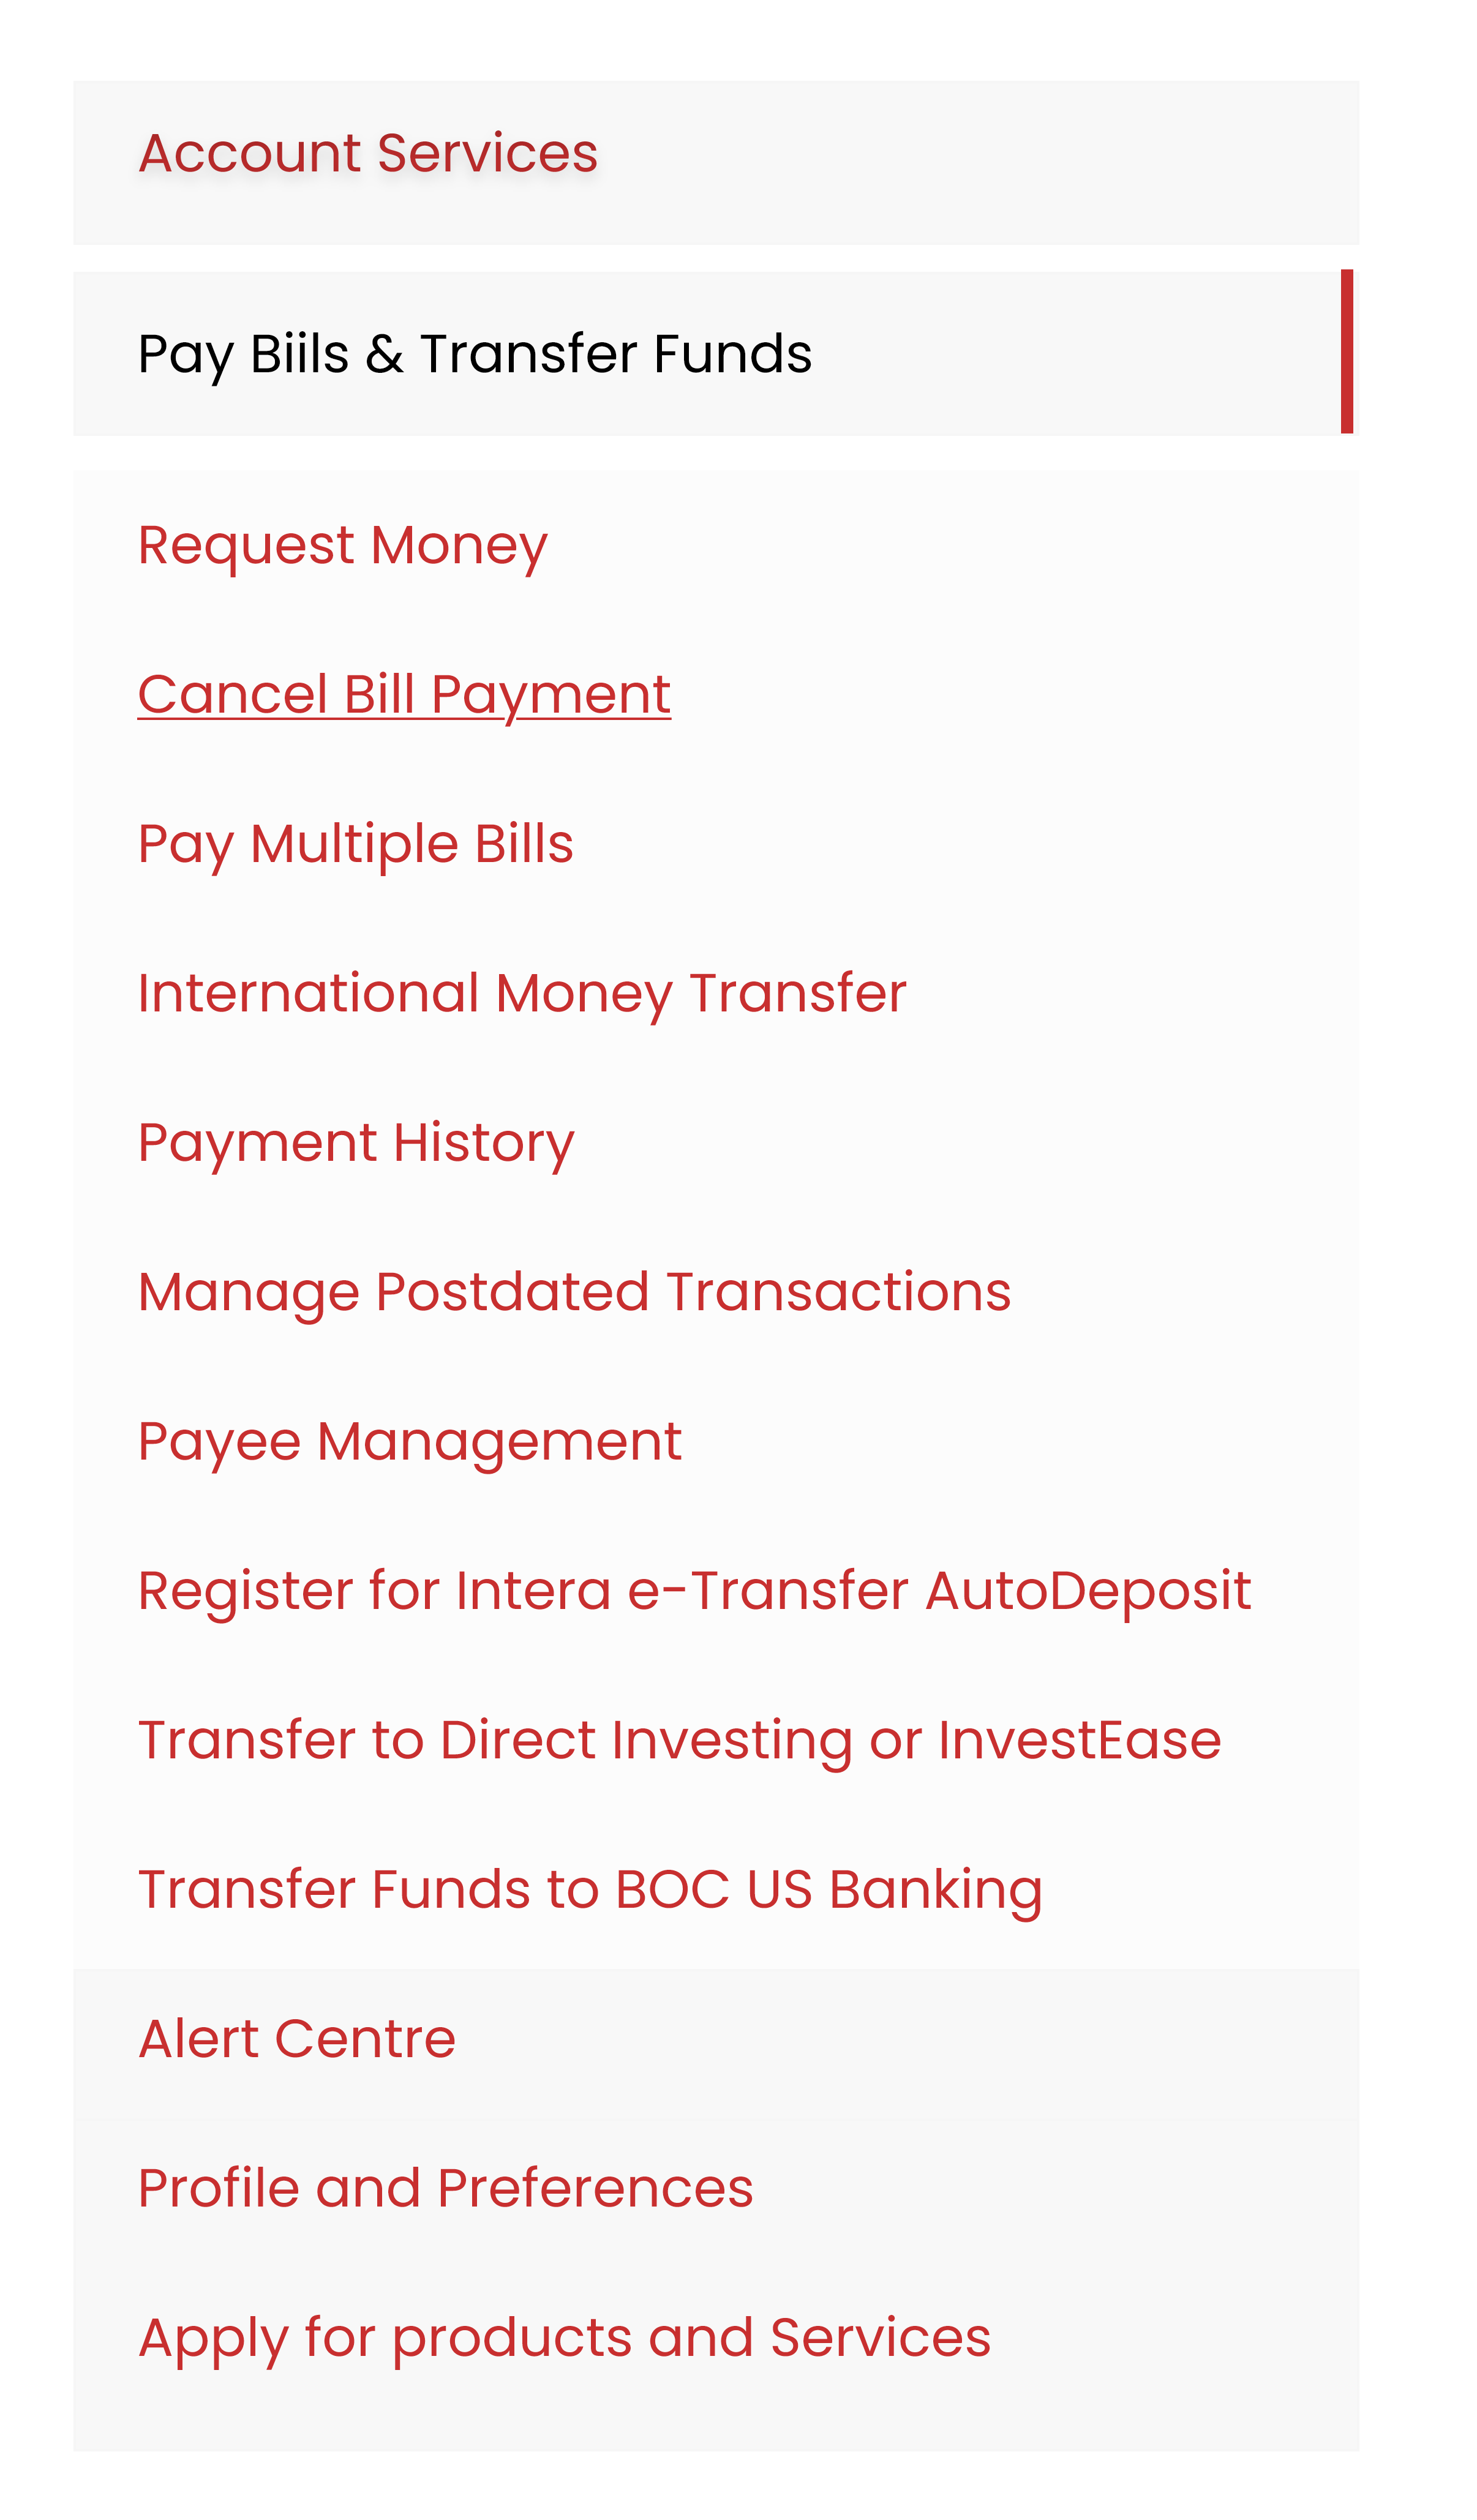 Account Services
Pay Biils & Transfer Funds
Request Money
Cancel Bill Payment
Pay Multiple Bills
International Money Transfer
Payment History
Manage Postdated Transactions
Payee Management
Register for Intera e-Transfer AutoDeposit
Transfer to Direct Investing or InvestEase
Transfer Funds to BOC US Banking
Alert Centre
Profile and Preferences
Apply for products and Services